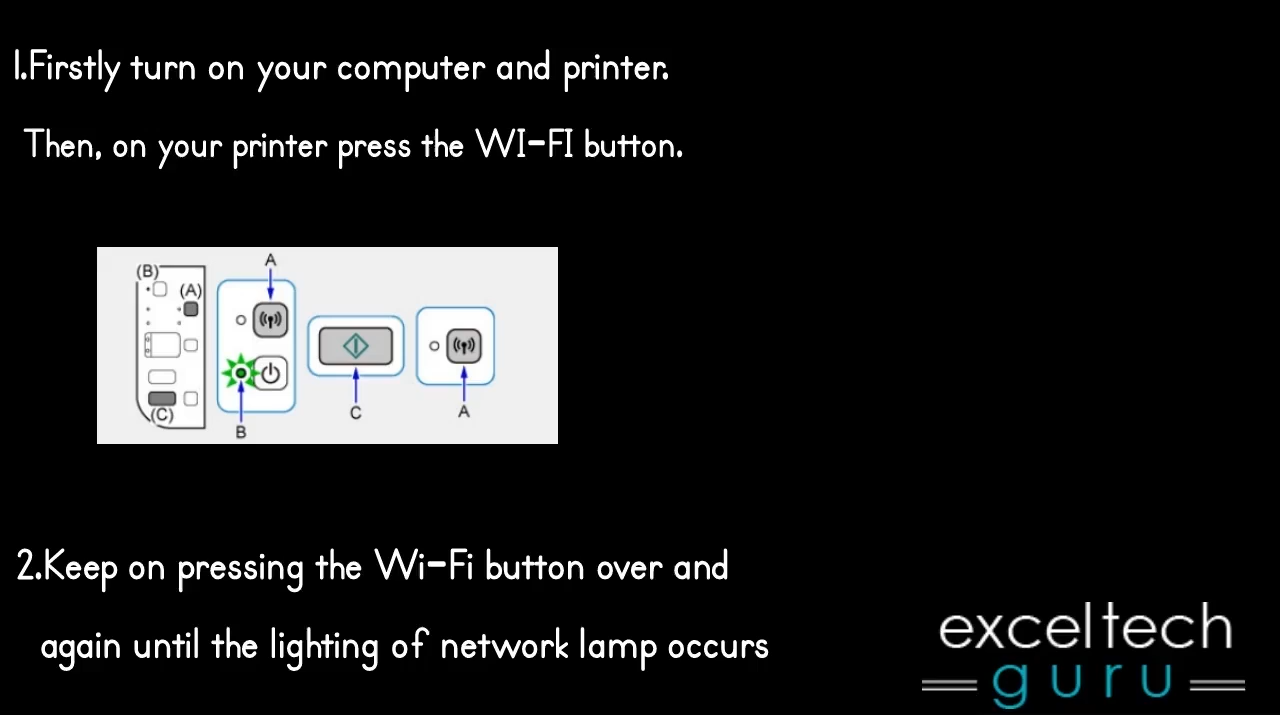 1.Firstly turn on your computer and printer.
Then, on your printer press the WI-FI button.
A
(B)
(A)
(C)
B
C
A
2.Keep on pressing the Wi-Fi button over and
again until the lighting of network lamp occurs
exceltech
guru